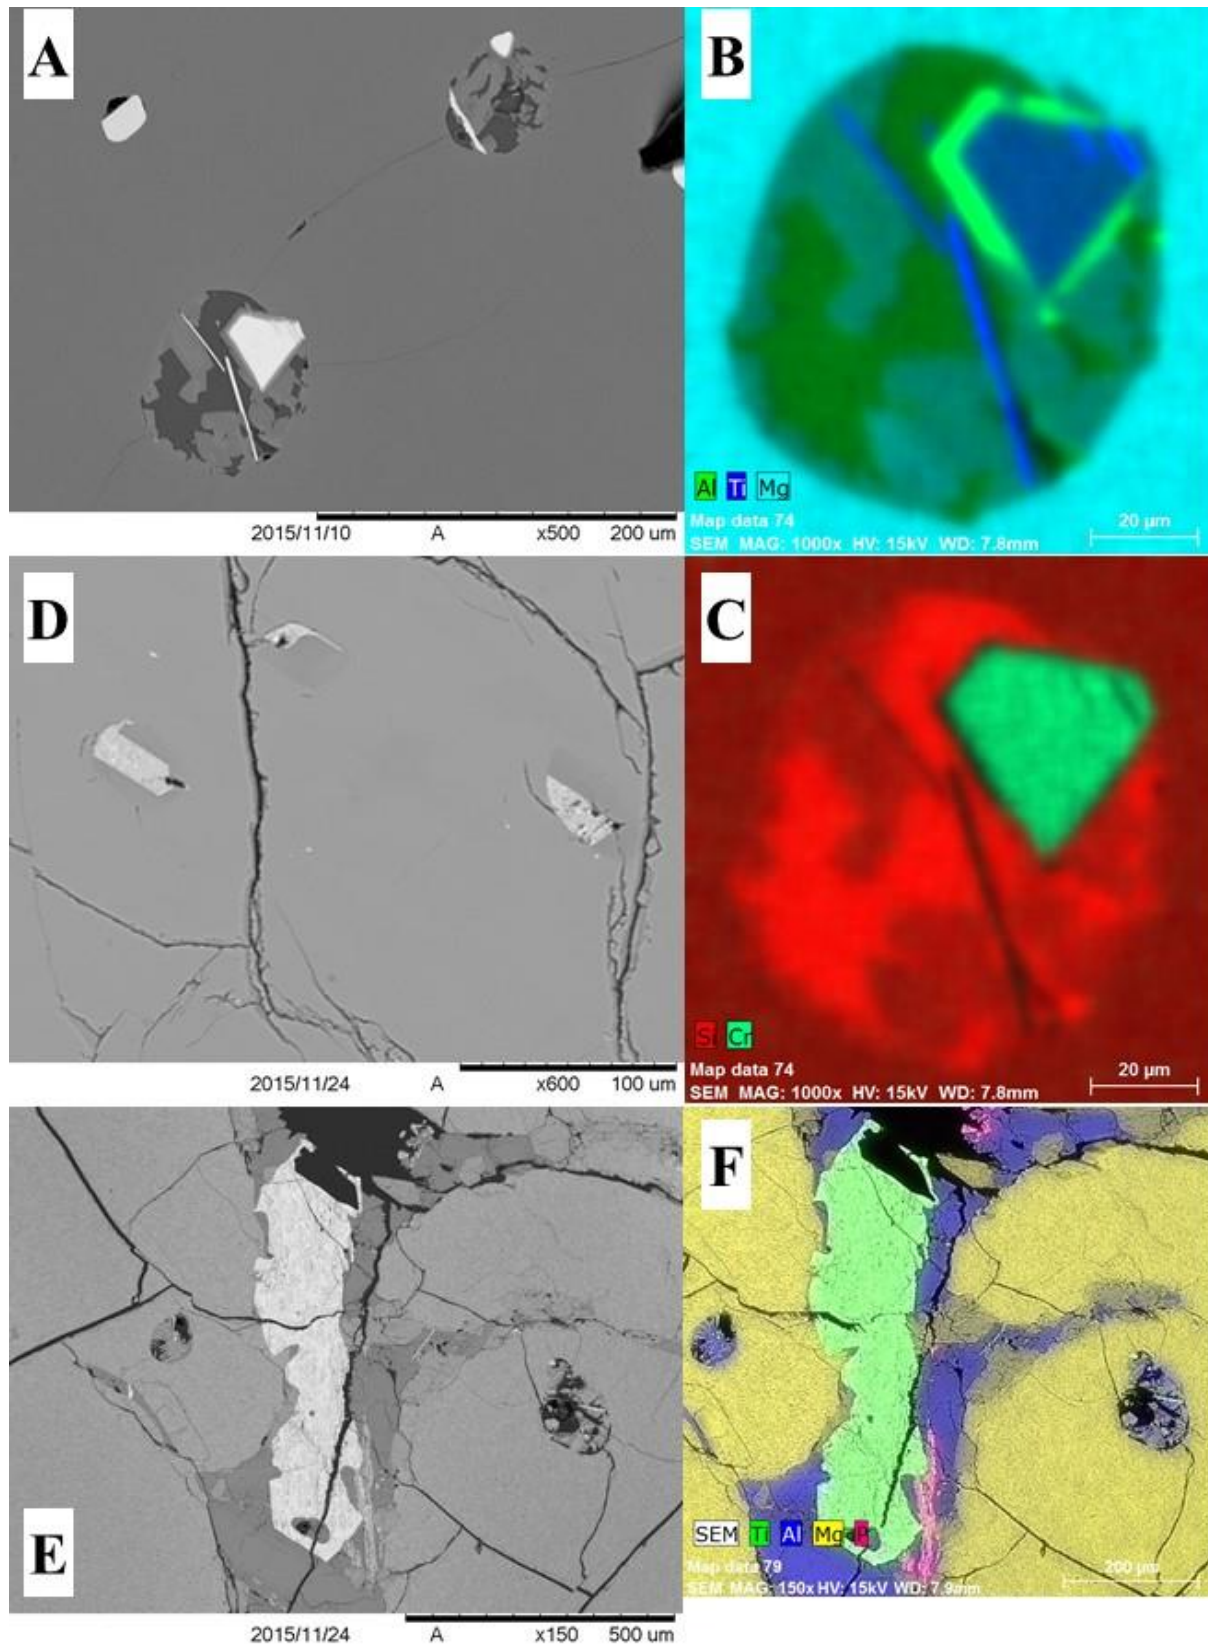 A
2015/11/10 A x500 200 um
B
Al Ti Mg
Map data 74
20 µm
SEM MAG: 1000x HV: 15kV WD: 7.8mm
D
2015/11/24 A x600 100 um
C
Si Cr
Map data 74
20 µm
SEM MAG: 1000x HV: 15kV WD: 7.8mm
E
2015/11/24 A x150 500 um
F
SEM Ti Al Mg P
Map data 79
200 µm
SEM MAG: 150x HV: 15kV WD: 7.9mm